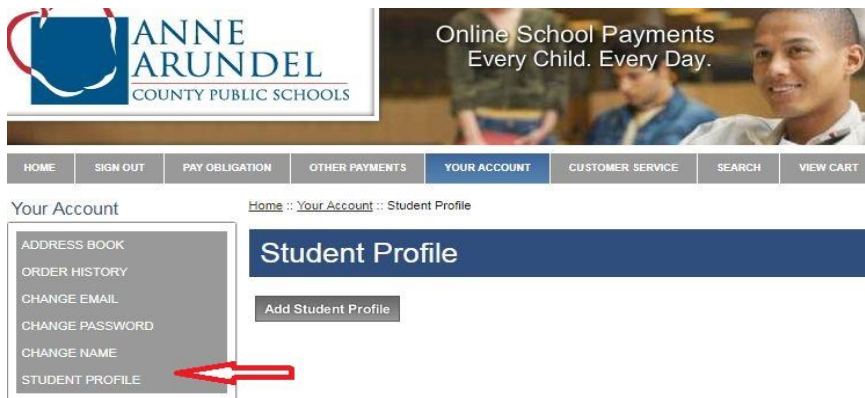 ANNE
ARUNDEL
COUNTY PUBLIC SCHOOLS
Online School Payments
Every Child. Every Day.
HOME SIGN OUT PAY OBLIGATION OTHER PAYMENTS YOUR ACCOUNT CUSTOMER SERVICE SEARCH VIEW CART
Your Account
Home :: Your Account :: Student Profile
ADDRESS BOOK
ORDER HISTORY
CHANGE EMAIL
CHANGE PASSWORD
CHANGE NAME
STUDENT PROFILE
Student Profile
Add Student Profile